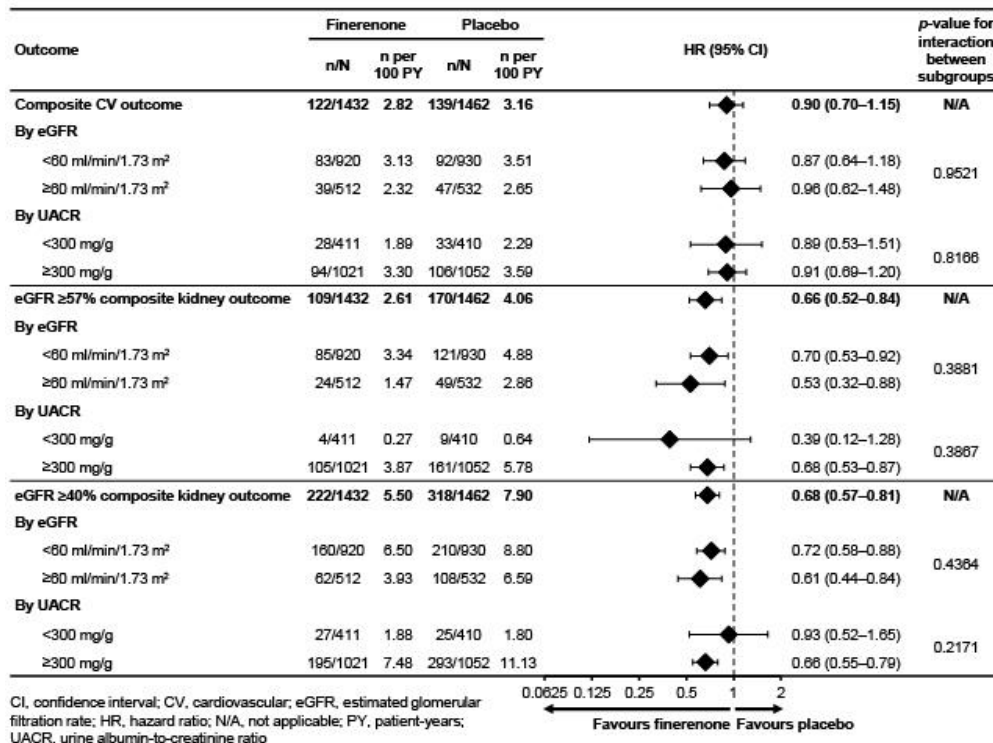 Outcome Finerenone Placebo HR (95% CI) p-value for interaction between subgroups
n/N n per 100 PY n/N n per 100 PY
Composite CV outcome 122/1432 2.82 139/1462 3.16 0.90 (0.70–1.15) N/A
By eGFR
<60 ml/min/1.73 m² 83/920 3.13 92/930 3.51 0.87 (0.64–1.18)
0.9521
≥60 ml/min/1.73 m² 39/512 2.32 47/532 2.65 0.96 (0.62–1.48)
By UACR
<300 mg/g 28/411 1.89 33/410 2.29 0.89 (0.53–1.51)
0.8166
≥300 mg/g 94/1021 3.30 106/1052 3.59 0.91 (0.69–1.20)
eGFR ≥57% composite kidney outcome 109/1432 2.61 170/1462 4.06 0.66 (0.52–0.84) N/A
By eGFR
<60 ml/min/1.73 m² 85/920 3.34 121/930 4.88 0.70 (0.53–0.92)
0.3881
≥60 ml/min/1.73 m² 24/512 1.47 49/532 2.86 0.53 (0.32–0.88)
By UACR
<300 mg/g 4/411 0.27 9/410 0.64 0.39 (0.12–1.28)
0.3867
≥300 mg/g 105/1021 3.87 161/1052 5.78 0.68 (0.53–0.87)
eGFR ≥40% composite kidney outcome 222/1432 5.50 318/1462 7.90 0.68 (0.57–0.81) N/A
By eGFR
<60 ml/min/1.73 m² 160/920 6.50 210/930 8.80 0.72 (0.58–0.88)
0.4364
≥60 ml/min/1.73 m² 62/512 3.93 108/532 6.59 0.61 (0.44–0.84)
By UACR
<300 mg/g 27/411 1.88 25/410 1.80 0.93 (0.52–1.65)
0.2171
≥300 mg/g 195/1021 7.48 293/1052 11.13 0.66 (0.55–0.79)
0.0625 0.125 0.25 0.5 1 2
Favours finerenone Favours placebo
CI, confidence interval; CV, cardiovascular; eGFR, estimated glomerular
filtration rate; HR, hazard ratio; N/A, not applicable; PY, patient-years;
UACR, urine albumin-to-creatinine ratio